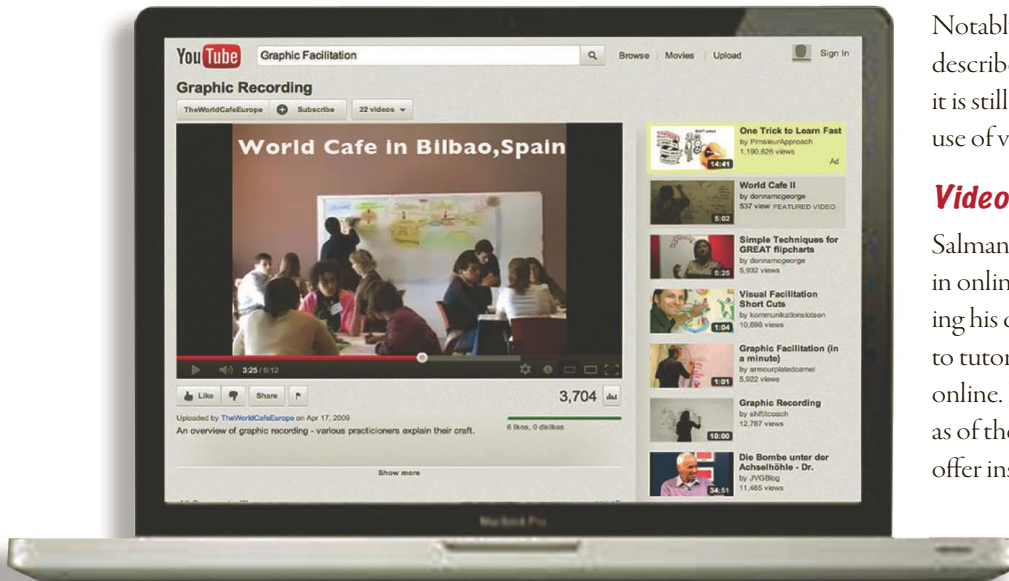 You Tube
Graphic Facilitation
Browse
Movies
Upload
Sign In
Graphic Recording
TheWorldCafeEurope
Subscribe
22 videos
World Cafe in Bilbao,Spain
3:25 / 6:12
Like
Share
3,704
Uploaded by TheWorldCafeEurope on Apr 17, 2009
An overview of graphic recording - various practicioners explain their craft.
6 likes, 0 dislikes
Show more
One Trick to Learn Fast
by PimsleurApproach
1,190,626 views
Ad
14:41
World Cafe II
by donnamcgeorge
537 view FEATURED VIDEO
5:02
Simple Techniques for
GREAT flipcharts
by donnamcgeorge
5,932 views
5:25
Visual Facilitation
Short Cuts
by kommunikationslotsen
10,698 views
1:04
Graphic Facilitation (in
a minute)
by armourplatedcamel
5,922 views
1:01
Graphic Recording
by shiftitcoach
12,787 views
10:00
Die Bombe unter der
Achselhöhle - Dr.
by JVGBlog
11,485 views
34:51
MacBook Pro
Notabl
describe
it is still
use of v
Video
Salman
in onlin
ing his
to tutor
online.
as of the
offer ins